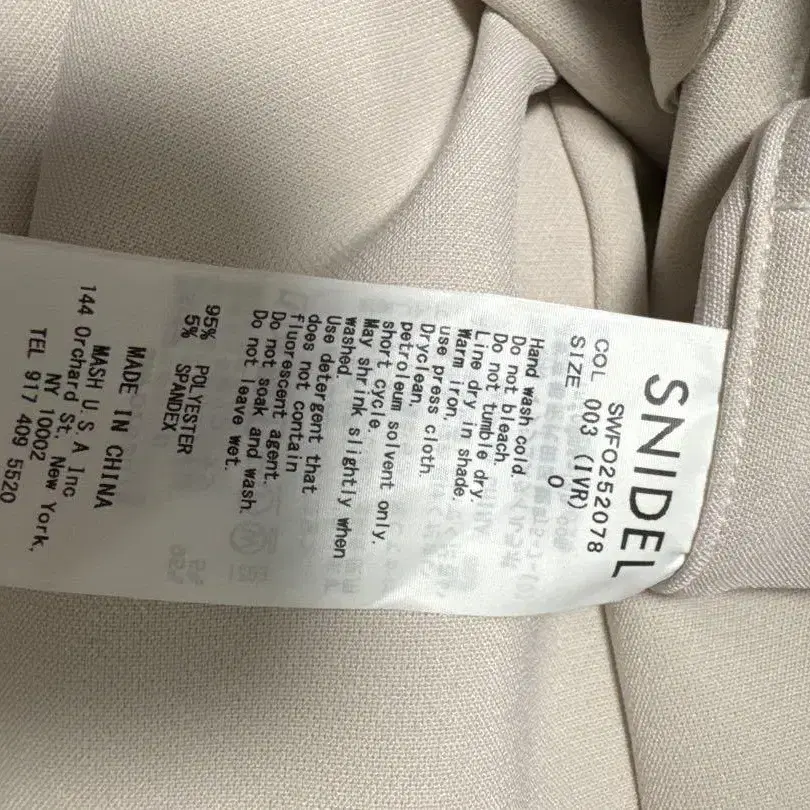 SNIDEL
SWFO252078
COL 003 (IVR)
SIZE 0
Hand wash cold.
Do not bleach.
Do not tumble dry.
Line dry in shade.
Warm iron.
use press cloth.
Dryclean.
petroleum solvent only.
short cycle.
May shrink slightly when
washed.
Use detergent that
does not contain
fluorescent agent.
Do not soak and wash.
Do not leave wet.
95% POLYESTER
5% SPANDEX
MADE IN CHINA
MASH U.S.A Inc
144 Orchard St, New York,
NY 10002
TEL 917 409 5520